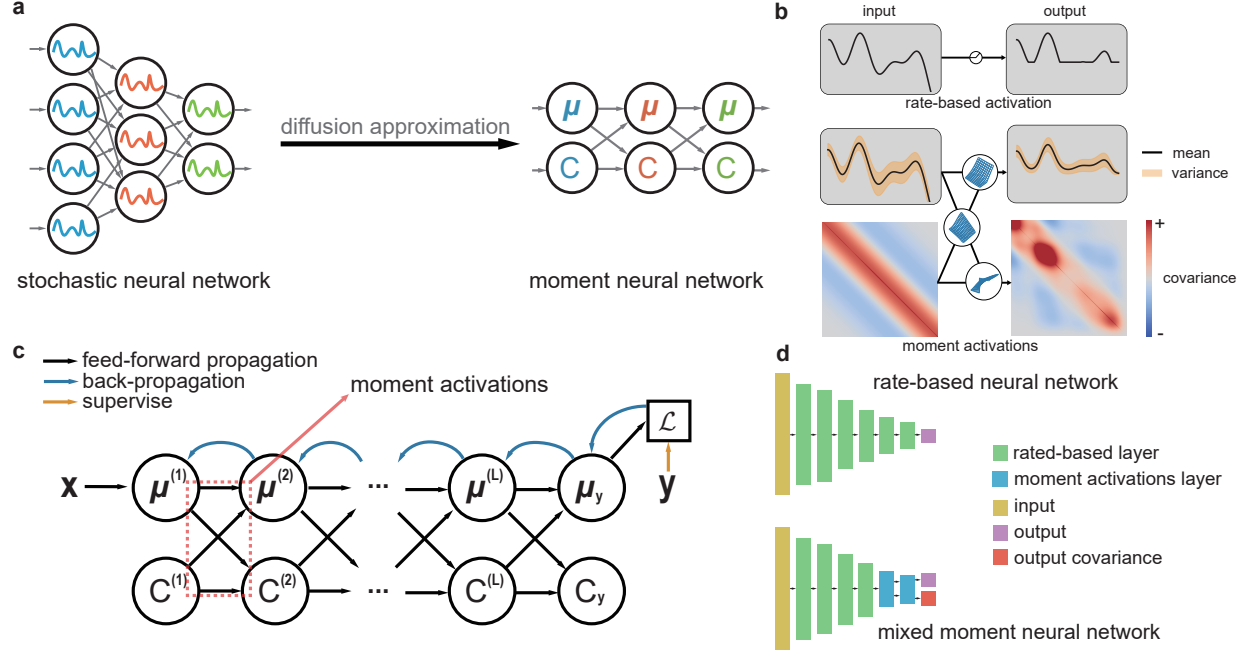 a
diffusion approximation
μ μ μ
C C C
stochastic neural network
moment neural network
b
input
output
rate-based activation
mean
variance
+
covariance
-
moment activations
c
feed-forward propagation
back-propagation
supervise
moment activations
ℒ
x
μ(1)
μ(2)
...
μ(L)
μy
y
C(1)
C(2)
...
C(L)
Cy
d
rate-based neural network
rated-based layer
moment activations layer
input
output
output covariance
mixed moment neural network